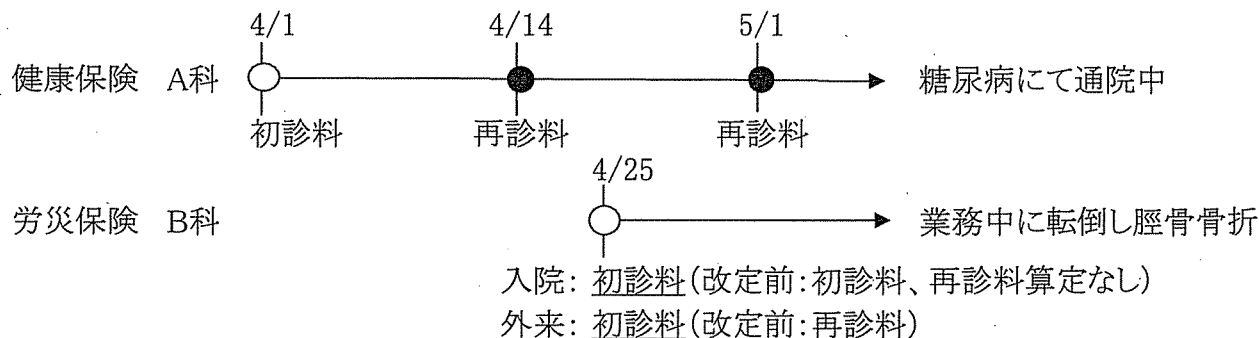 4/1 4/14 5/1
健康保険 A科 糖尿病にて通院中
初診料 再診料 再診料
4/25
労災保険 B科 業務中に転倒し脛骨骨折
入院: 初診料(改定前:初診料、再診料算定なし)
外来: 初診料(改定前:再診料)